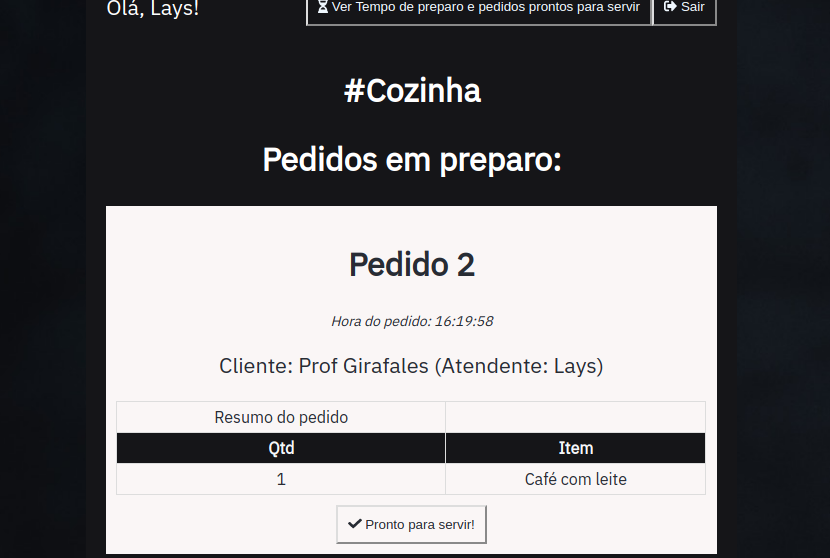 Olá, Lays!
Ver Tempo de preparo e pedidos prontos para servir
Sair
#Cozinha
Pedidos em preparo:
Pedido 2
Hora do pedido: 16:19:58
Cliente: Prof Girafales (Atendente: Lays)
Resumo do pedido
Qtd Item
1 Café com leite
Pronto para servir!